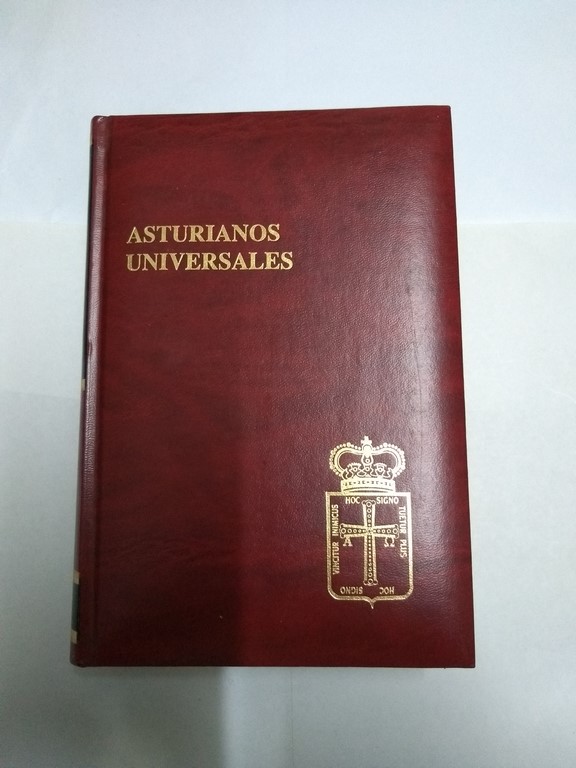 ASTURIANOS
UNIVERSALES
HOC SIGNO
TUETUR PIUS
HOC SIGNO
VINCITUR INIMICUS
Α Ω